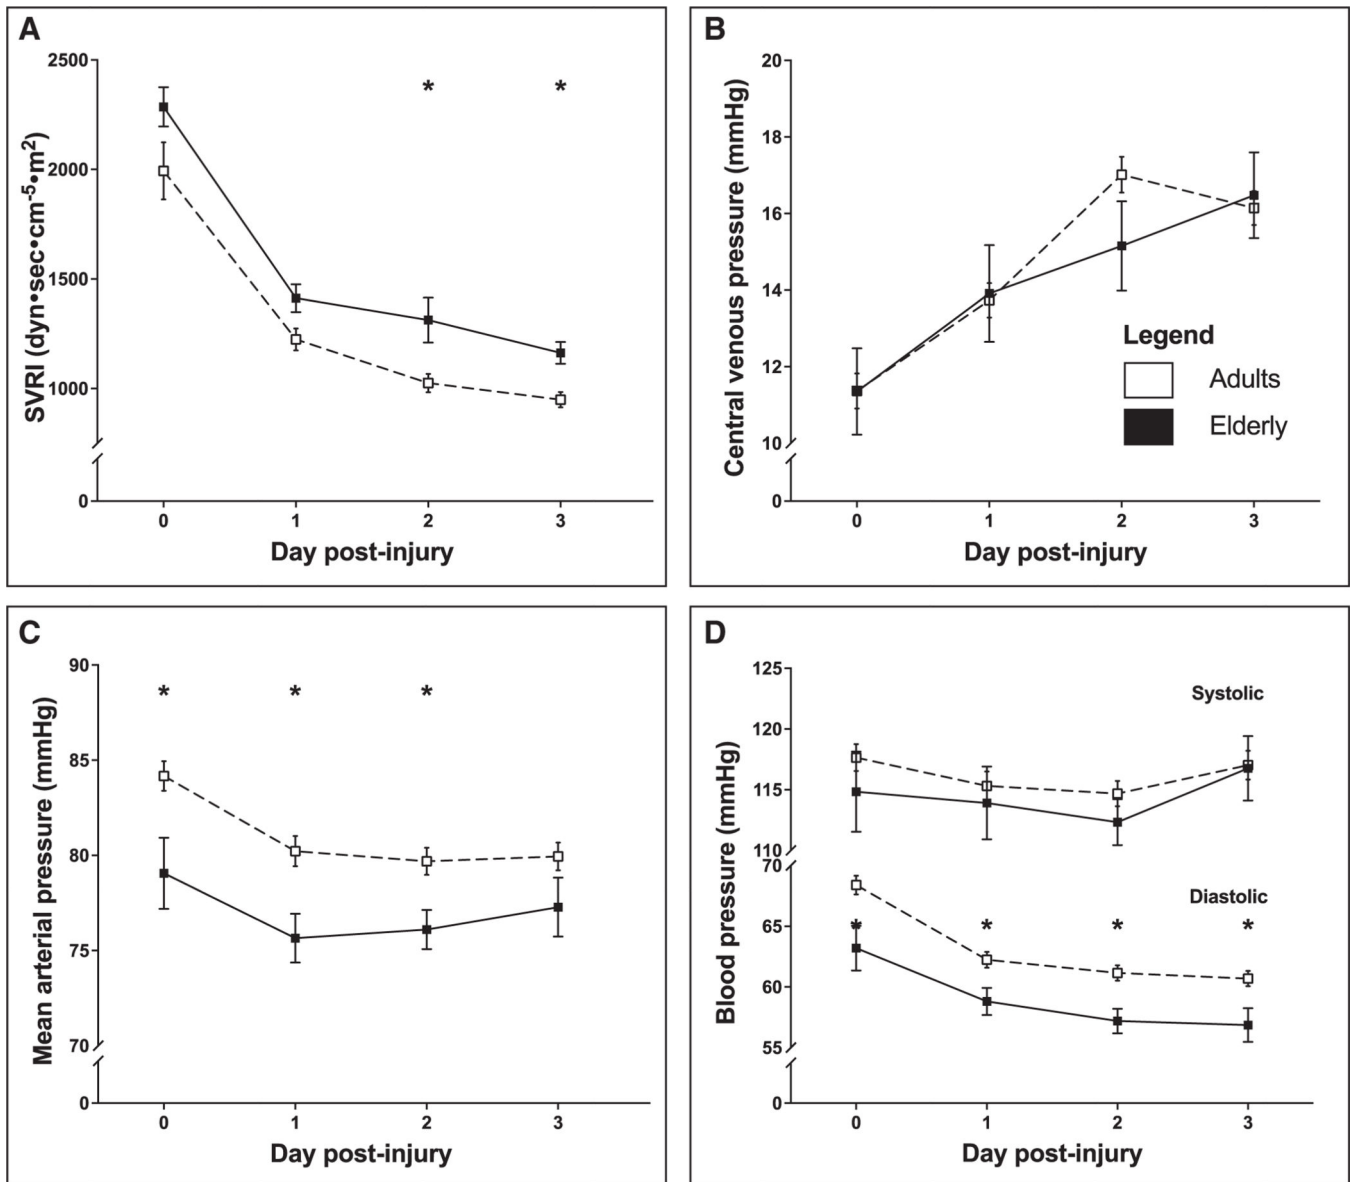 A
2500
2000
1500
1000
0
SVRI (dyn•sec•cm-5•m2)
* *
0 1 2 3
Day post-injury
B
20
18
16
14
12
10
0
Central venous pressure (mmHg)
Legend
Adults
Elderly
0 1 2 3
Day post-injury
C
90
85
80
75
70
0
Mean arterial pressure (mmHg)
* * *
0 1 2 3
Day post-injury
D
125
120
115
110
70
65
60
55
0
Blood pressure (mmHg)
Systolic
Diastolic
* * * *
0 1 2 3
Day post-injury